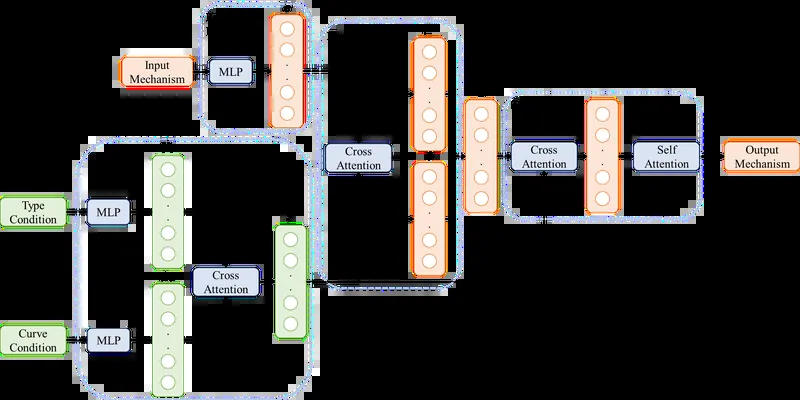 Input
Mechanism
MLP
Cross
Attention
Cross
Attention
Self
Attention
Output
Mechanism
Type
Condition
MLP
Cross
Attention
Curve
Condition
MLP